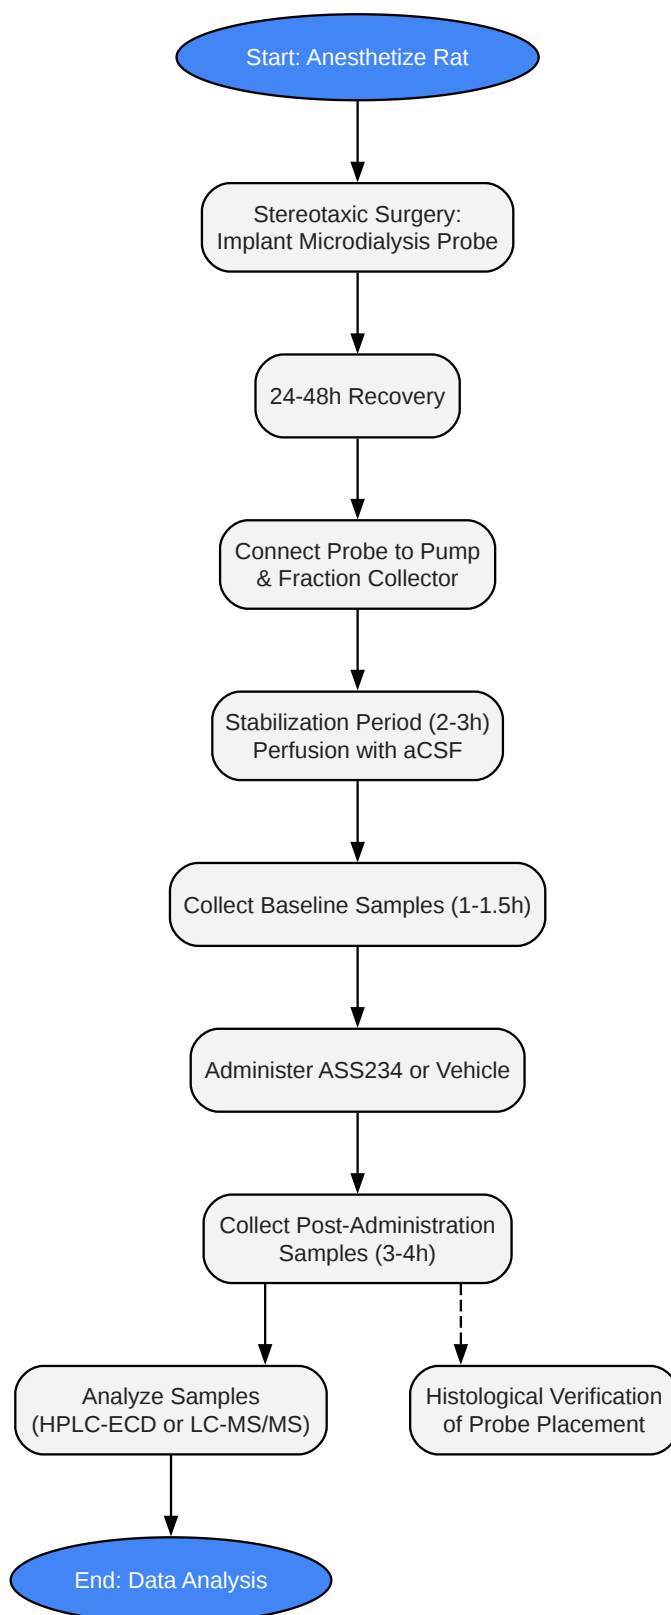 Start: Anesthetize Rat
Stereotaxic Surgery:
Implant Microdialysis Probe
24-48h Recovery
Connect Probe to Pump
& Fraction Collector
Stabilization Period (2-3h)
Perfusion with aCSF
Collect Baseline Samples (1-1.5h)
Administer ASS234 or Vehicle
Collect Post-Administration
Samples (3-4h)
Analyze Samples
(HPLC-ECD or LC-MS/MS)
Histological Verification
of Probe Placement
End: Data Analysis